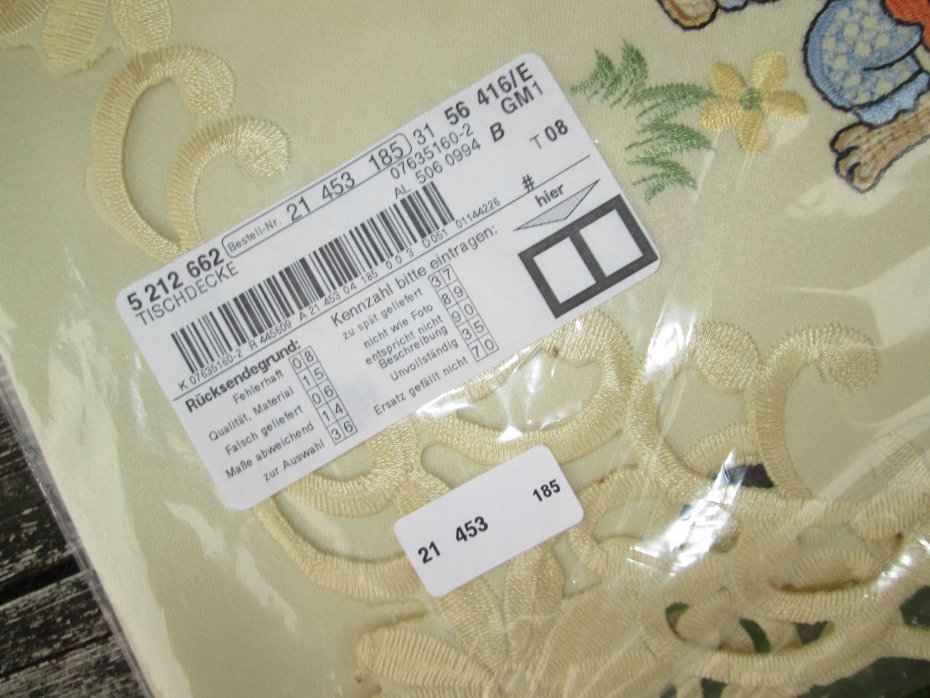 5 212 662 Bestell-Nr. 21 453 185 31 56 416/E
TISCHDECKE 07635160-2 GM1
AL 506 0994 B T 08
K 07635160-2 R 445609 A 21 453 04 185 0 0 3 D051 01144226
Rücksendegrund:
Fehlerhaft 08
Qualität, Material 15
Falsch geliefert 06
Maße abweichend 14
zur Auswahl 36
Kennzahl bitte eintragen: # hier
zu spät geliefert 37
nicht wie Foto 89
entspricht nicht
Beschreibung 90
Unvollständig 35
Ersatz gefällt nicht 70
21 453 185